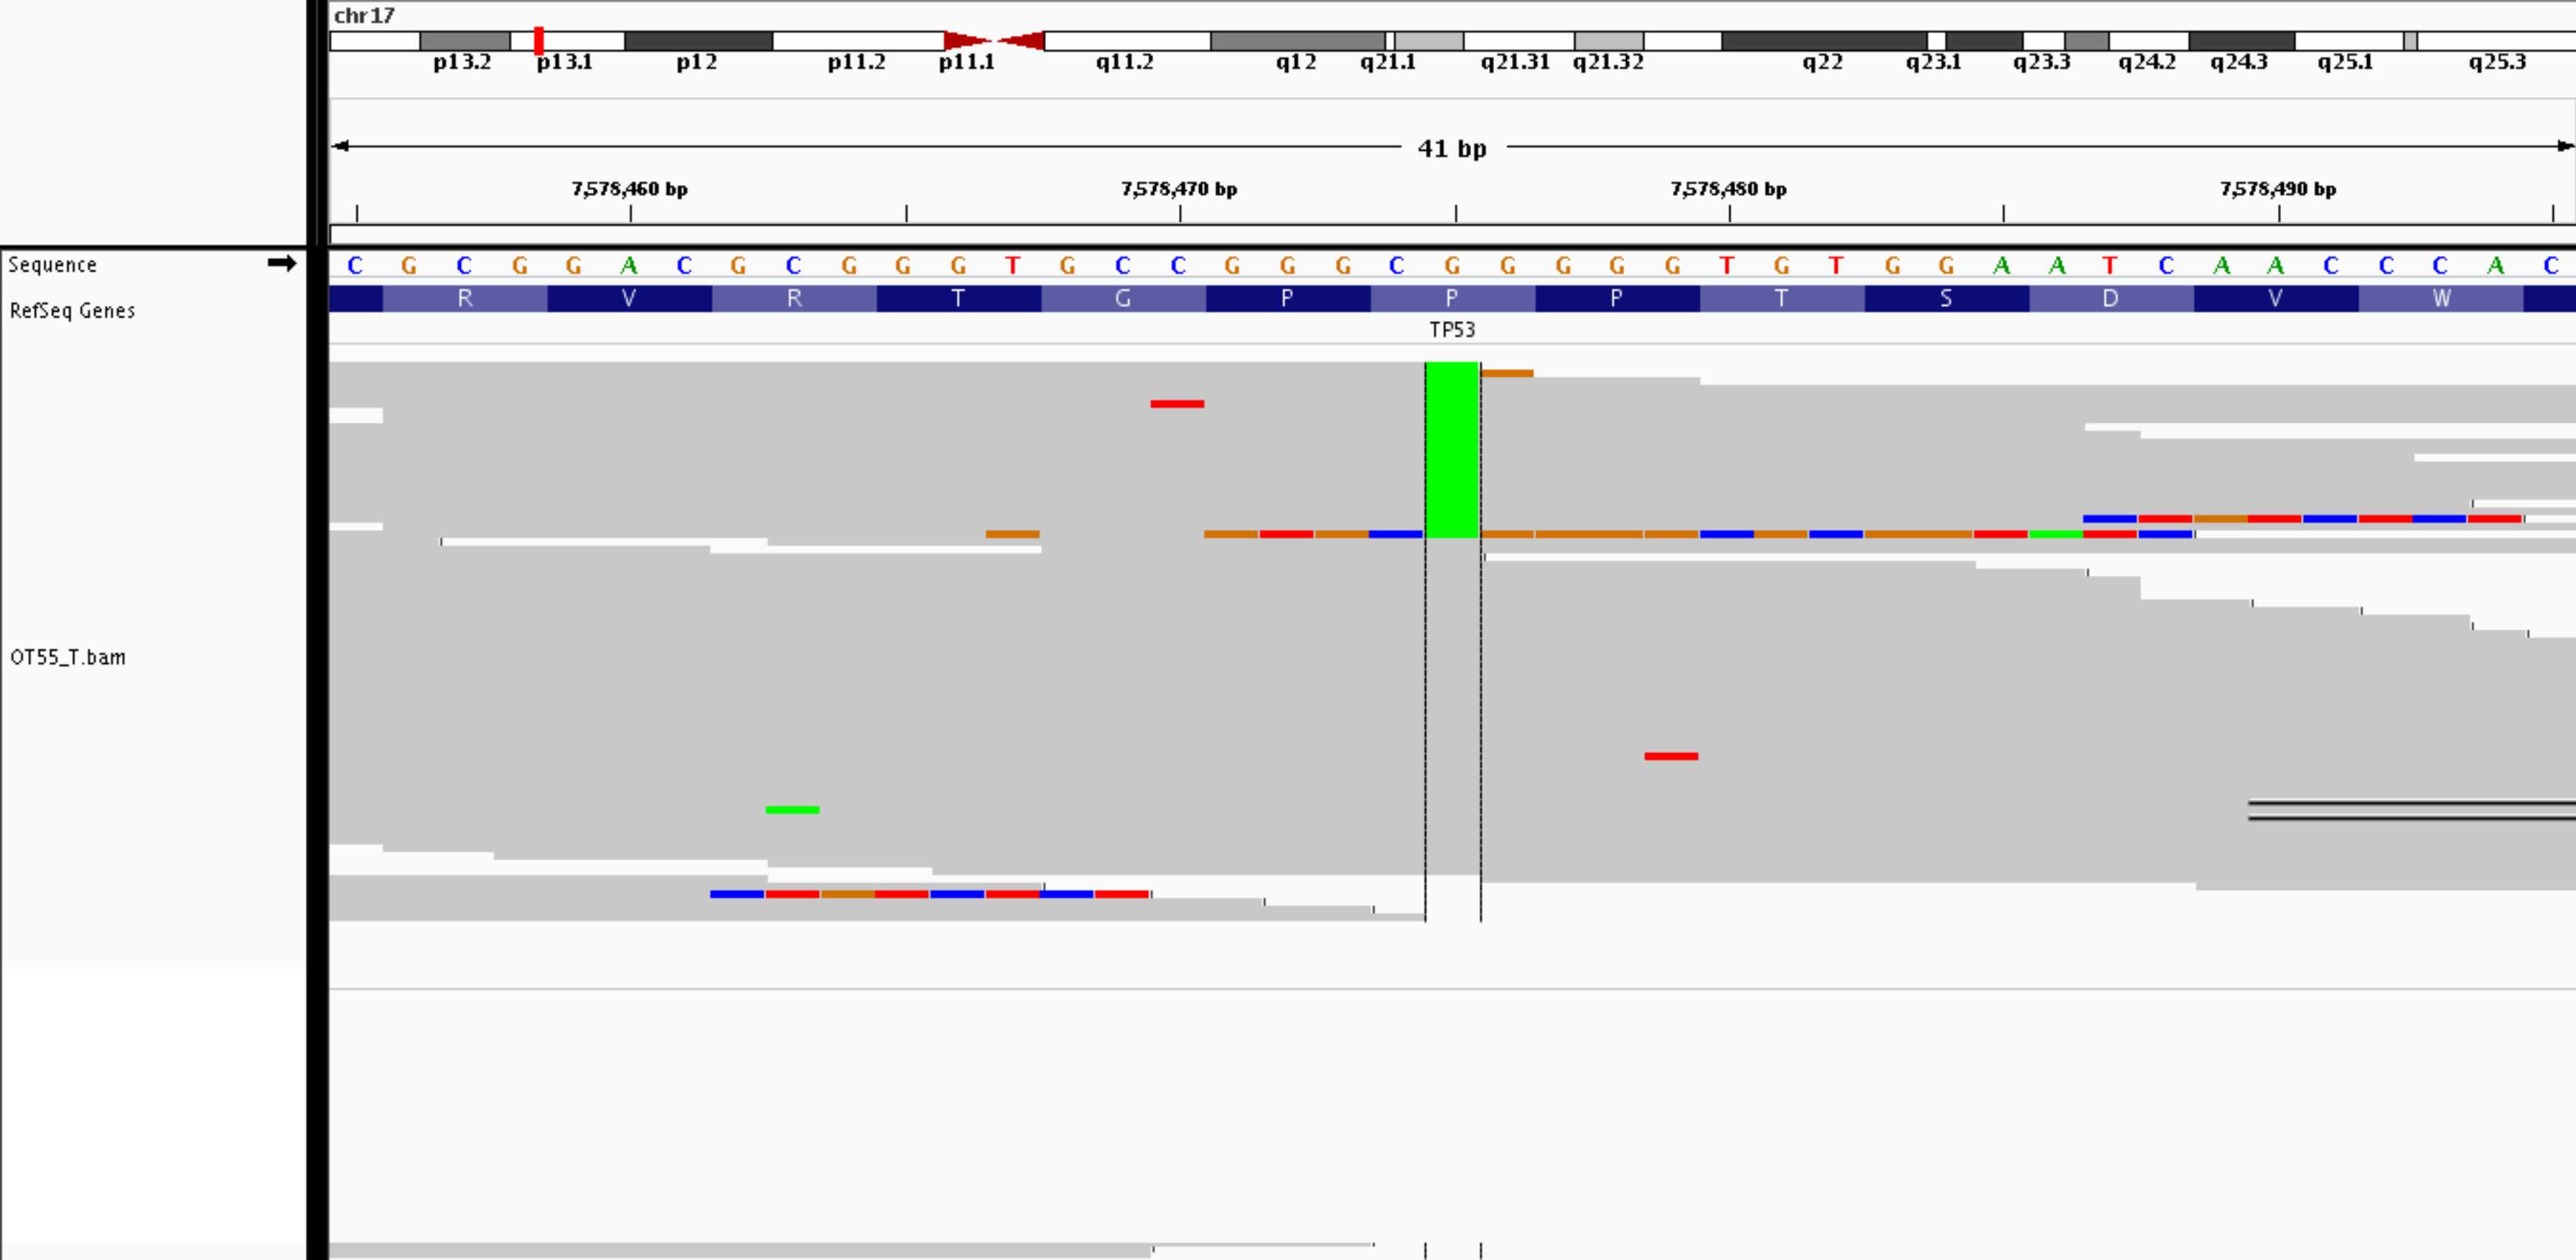 chr17
p13.2 p13.1 p12 p11.2 p11.1 q11.2 q12 q21.1 q21.31 q21.32 q22 q23.1 q23.3 q24.2 q24.3 q25.1 q25.3
41 bp
7,578,460 bp 7,578,470 bp 7,578,480 bp 7,578,490 bp
Sequence C G C G G A C G C G G G T G C C G G G C G G G G G T G T G G A A T C A A C C C A C
RefSeq Genes R V R T G P P P T S D V W
TP53
OT55_T.bam